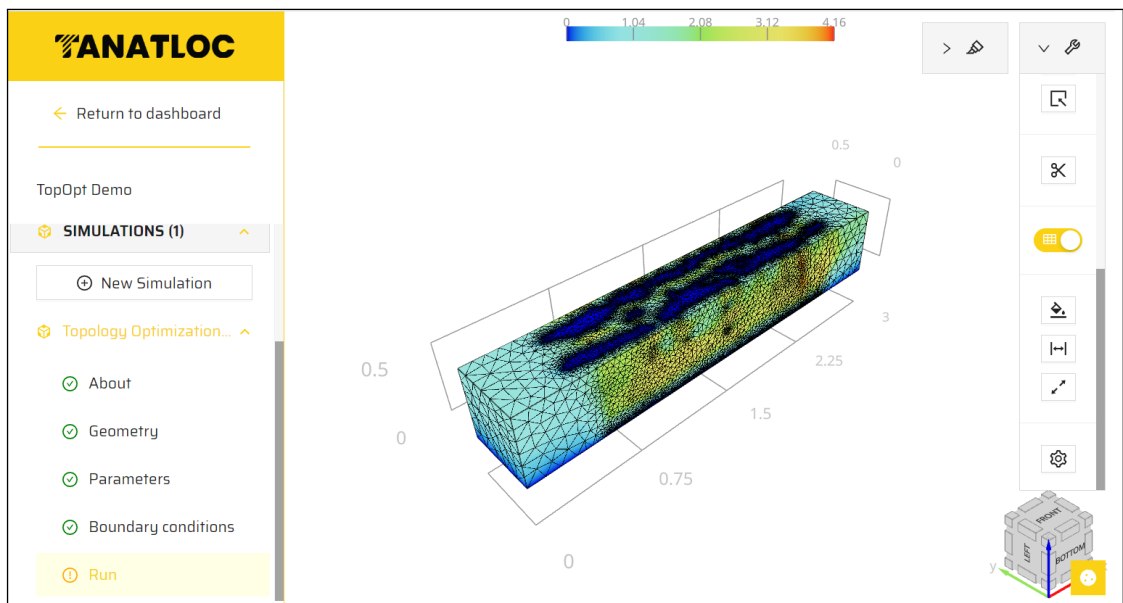 TANATLOC
Return to dashboard
TopOpt Demo
SIMULATIONS (1)
New Simulation
Topology Optimization...
About
Geometry
Parameters
Boundary conditions
Run
0 1.04 2.08 3.12 4.16
0.5
0
0.5
0
3
2.25
1.5
0.75
0
FRONT
LEFT
BOTTOM
y